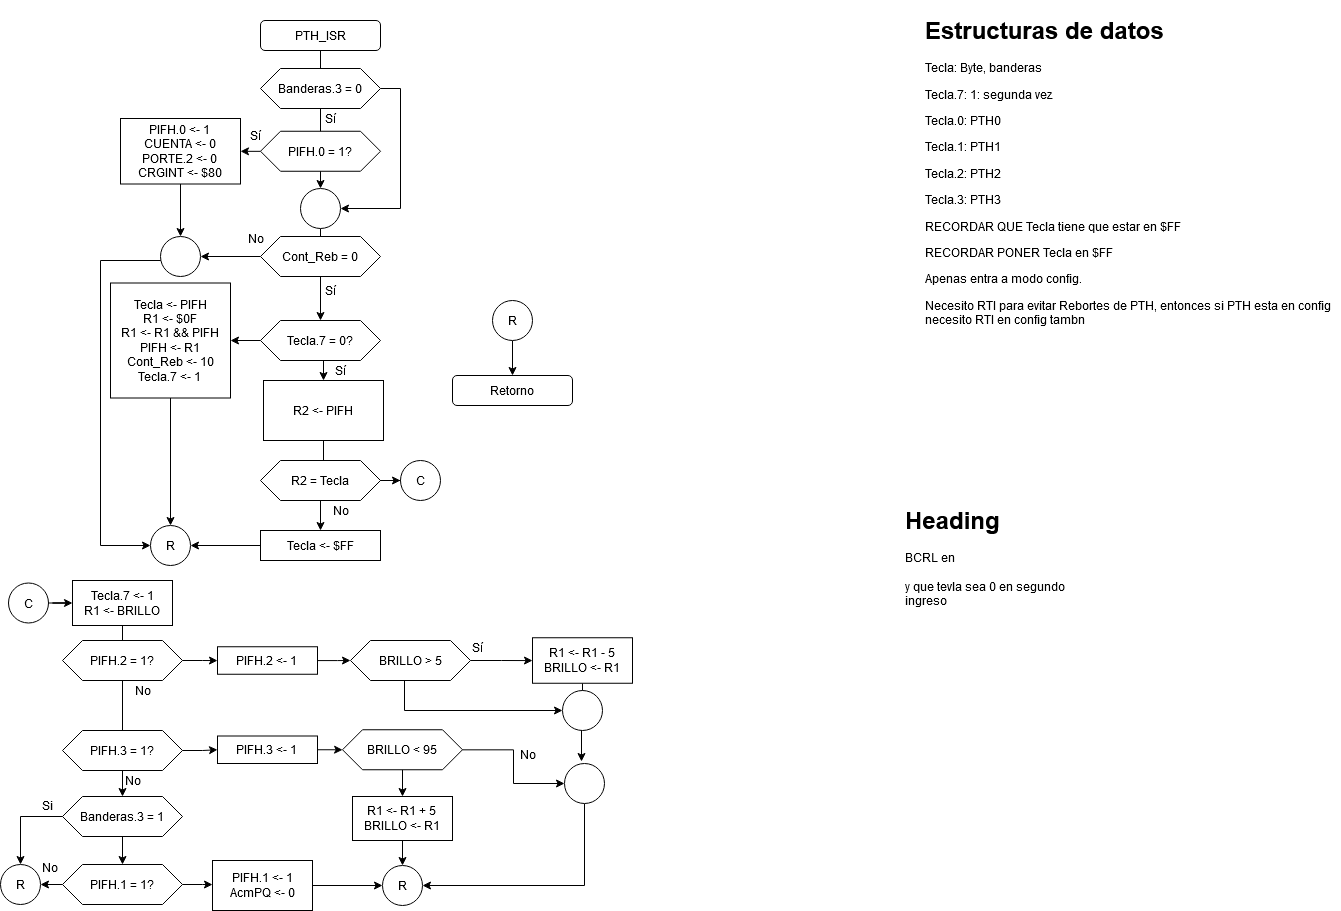 PTH_ISR
Banderas.3 = 0
Sí
PIFH.0 = 1?
Sí
PIFH.0 <- 1
CUENTA <- 0
PORTE.2 <- 0
CRGINT <- $80
No
Cont_Reb = 0
Sí
Tecla <- PIFH
R1 <- $0F
R1 <- R1 && PIFH
PIFH <- R1
Cont_Reb <- 10
Tecla.7 <- 1
Tecla.7 = 0?
Sí
R2 <- PIFH
R2 = Tecla
C
No
Tecla <- $FF
R
R
Retorno
C
Tecla.7 <- 1
R1 <- BRILLO
PIFH.2 = 1?
PIFH.2 <- 1
BRILLO > 5
Sí
R1 <- R1 - 5
BRILLO <- R1
No
PIFH.3 = 1?
PIFH.3 <- 1
BRILLO < 95
No
No
R1 <- R1 + 5
BRILLO <- R1
Si
Banderas.3 = 1
R
No
PIFH.1 = 1?
PIFH.1 <- 1
AcmPQ <- 0
R
Estructuras de datos
Tecla: Byte, banderas
Tecla.7: 1: segunda vez
Tecla.0: PTH0
Tecla.1: PTH1
Tecla.2: PTH2
Tecla.3: PTH3
RECORDAR QUE Tecla tiene que estar en $FF
RECORDAR PONER Tecla en $FF
Apenas entra a modo config.
Necesito RTI para evitar Rebortes de PTH, entonces si PTH esta en config
necesito RTI en config tambn
Heading
BCRL en
y que tevla sea 0 en segundo
ingreso